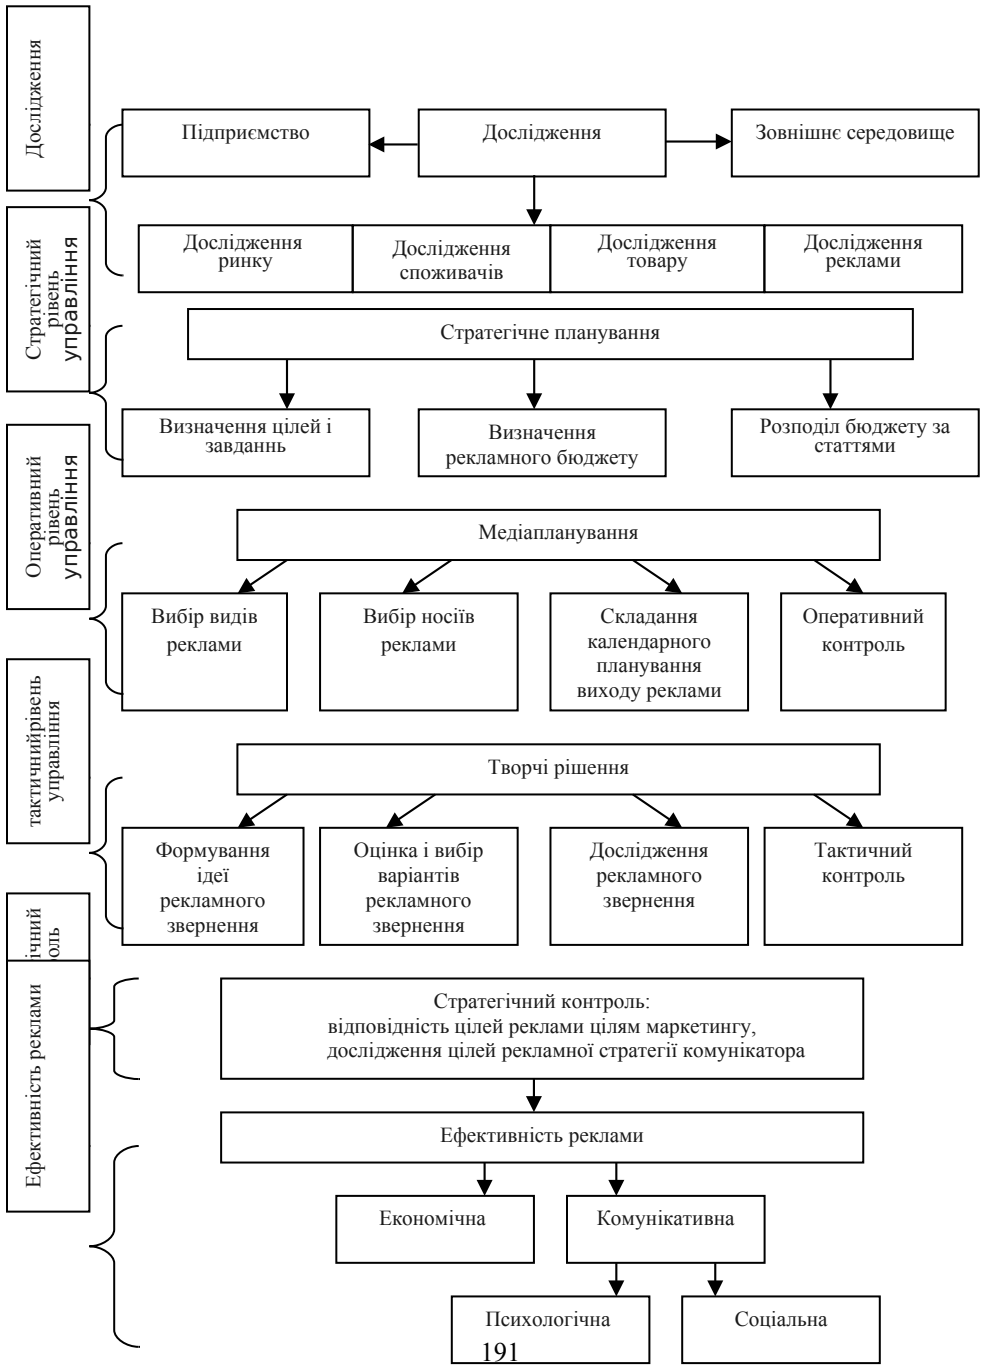 Дослідження
Підприємство
Дослідження
Зовнішнє середовище
Дослідження
ринку
Дослідження
споживачів
Дослідження
товару
Дослідження
реклами
Стратегічний
рівень
управління
Стратегічне планування
Визначення цілей і
завданнь
Визначення
рекламного бюджету
Розподіл бюджету за
статтями
Оперативний
рівень
управління
Медіапланування
Вибір видів
реклами
Вибір носіїв
реклами
Складання
календарного
планування
виходу реклами
Оперативний
контроль
тактичнийрівень
управління
Творчі рішення
Формування
ідеї
рекламного
звернення
Оцінка і вибір
варіантів
рекламного
звернення
Дослідження
рекламного
звернення
Тактичний
контроль
ічний
оль
Стратегічний контроль:
відповідність цілей реклами цілям маркетингу,
дослідження цілей рекламної стратегії комунікатора
Ефективність реклами
Ефективність реклами
Економічна
Комунікативна
Психологічна
Соціальна
191